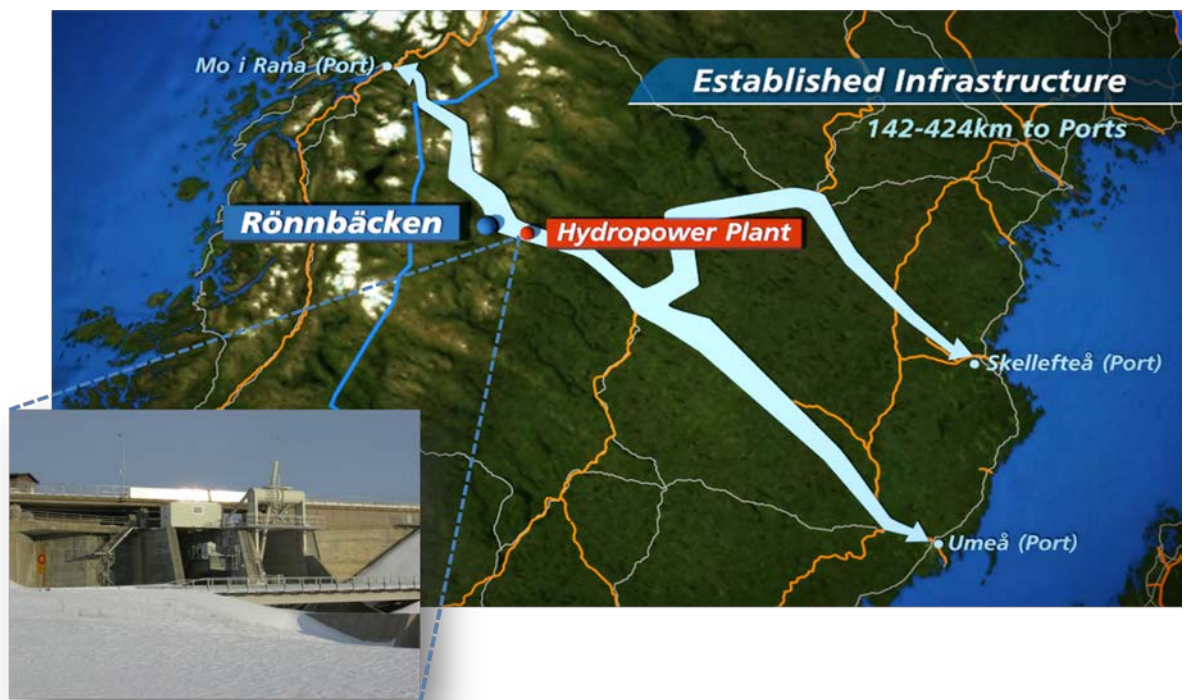 Mo i Rana (Port)
Established Infrastructure
142-424km to Ports
Rönnbäcken
Hydropower Plant
Skellefteå (Port)
Umeå (Port)